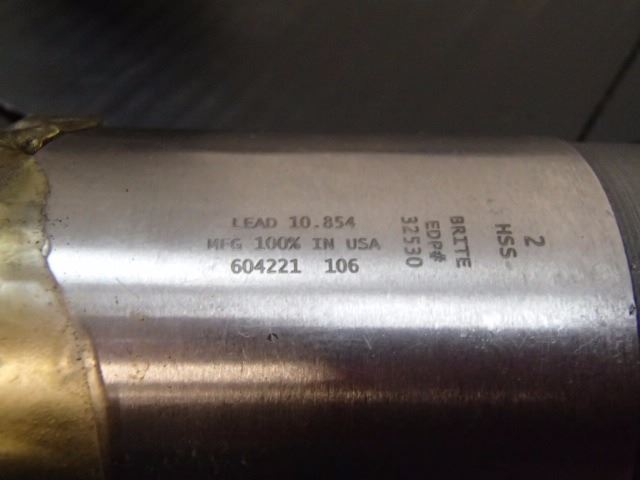 LEAD 10.854
MFG 100% IN USA
604221 106
2
HSS
BRITE
EDP#
32530